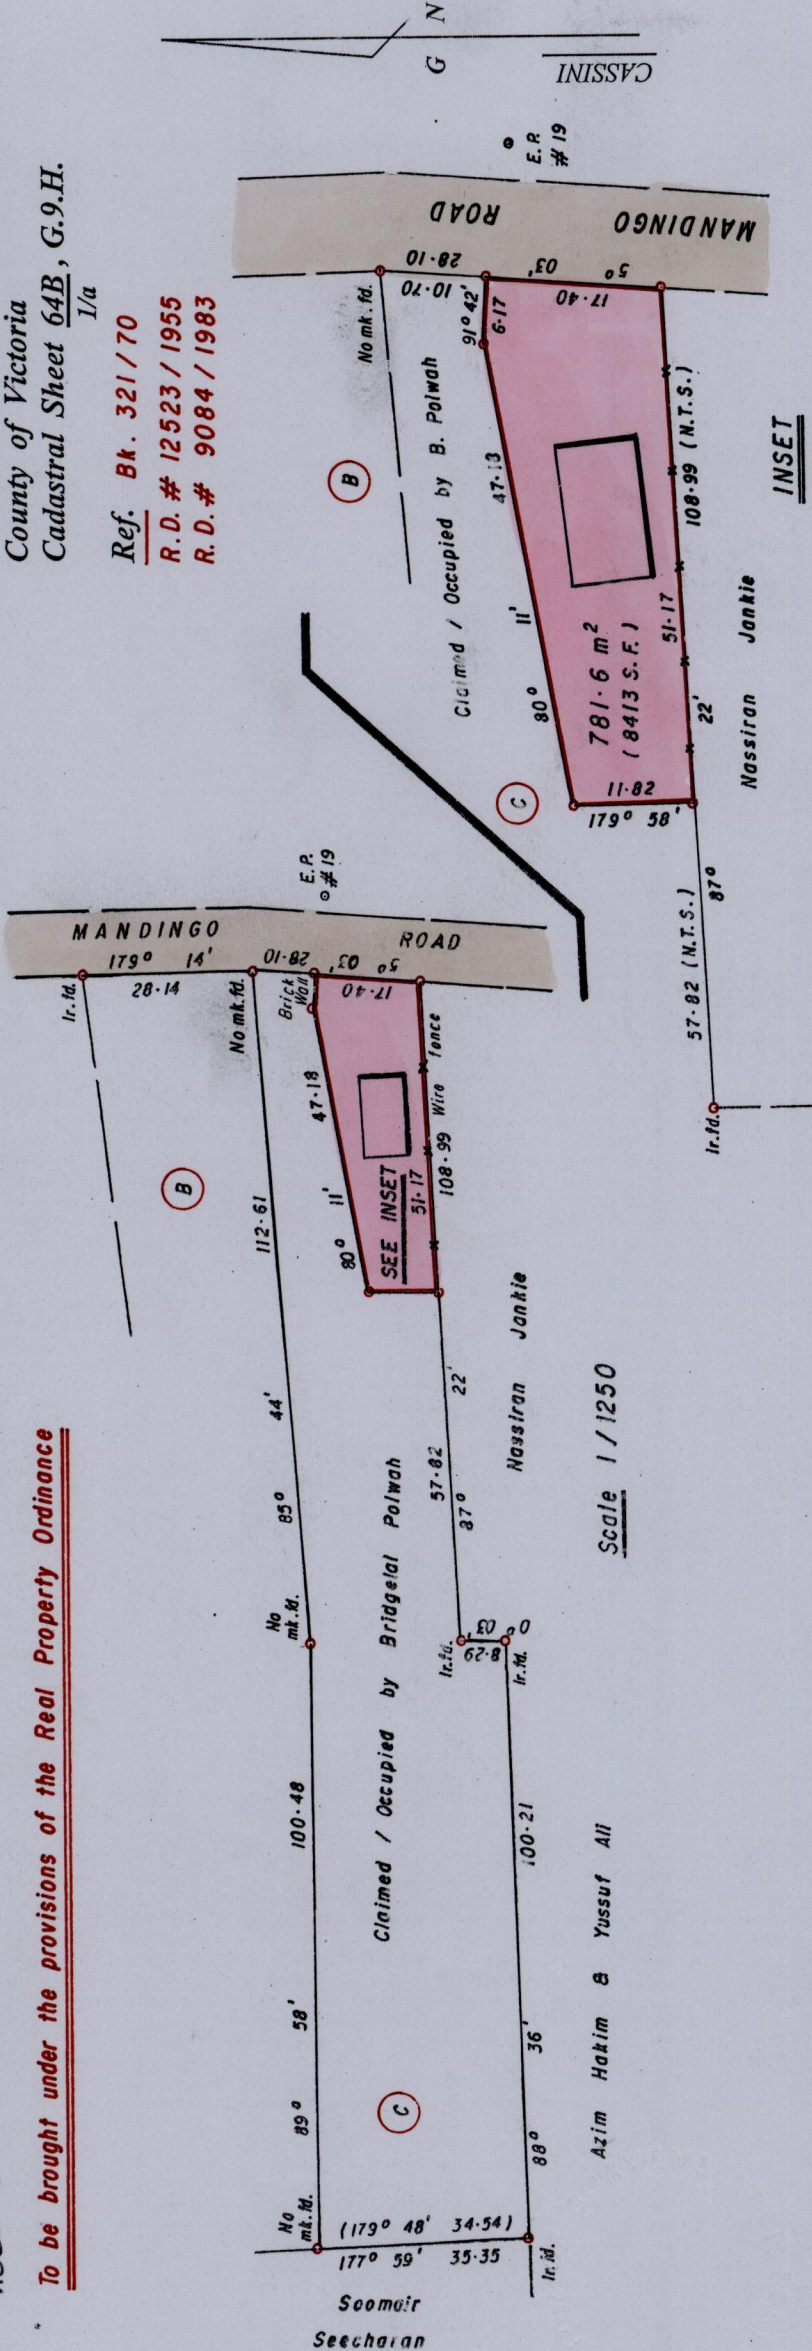 To be brought under the provisions of the Real Property Ordinance
County of Victoria
Cadastral Sheet 64B, G.9.H.
1/a
Ref. Bk. 321/70
R.D.# 12523/1955
R.D.# 9084/1983
G N
CASSINI
MANDINGO ROAD
E.P.
#19
Ir.fd.
179° 14'
28·14
No mk.fd.
28·10
5° 03'
17·40
Brick
Wall
B
112·61
44'
85°
47·18
11'
80°
SEE INSET
51·17
108·99 Wire fence
22'
57·82
87°
Nassiran Jankie
No
mk.fd.
Claimed / Occupied by Bridgelal Polwah
Ir.fd.
8·29
0° 03'
Ir.fd.
100·48
58'
89°
C
100·21
36'
88°
Azim Hakim & Yussuf Ali
No
mk.fd.
(179° 48' 34·54)
177° 59' 35·35
Ir.fd.
Soomair
Seecharan
Scale 1/1250
MANDINGO ROAD
E.P.
#19
No mk.fd.
28·10
10·70
91° 42'
6·17
5° 03'
17·40
B
Claimed / Occupied by B. Polwah
47·13
11'
80°
C
781·6 m²
(8413 S.F.)
11·82
179° 58'
51·17
108·99 (N.T.S.)
22'
87°
57·82 (N.T.S.)
Ir.fd.
Nassiran Jankie
INSET